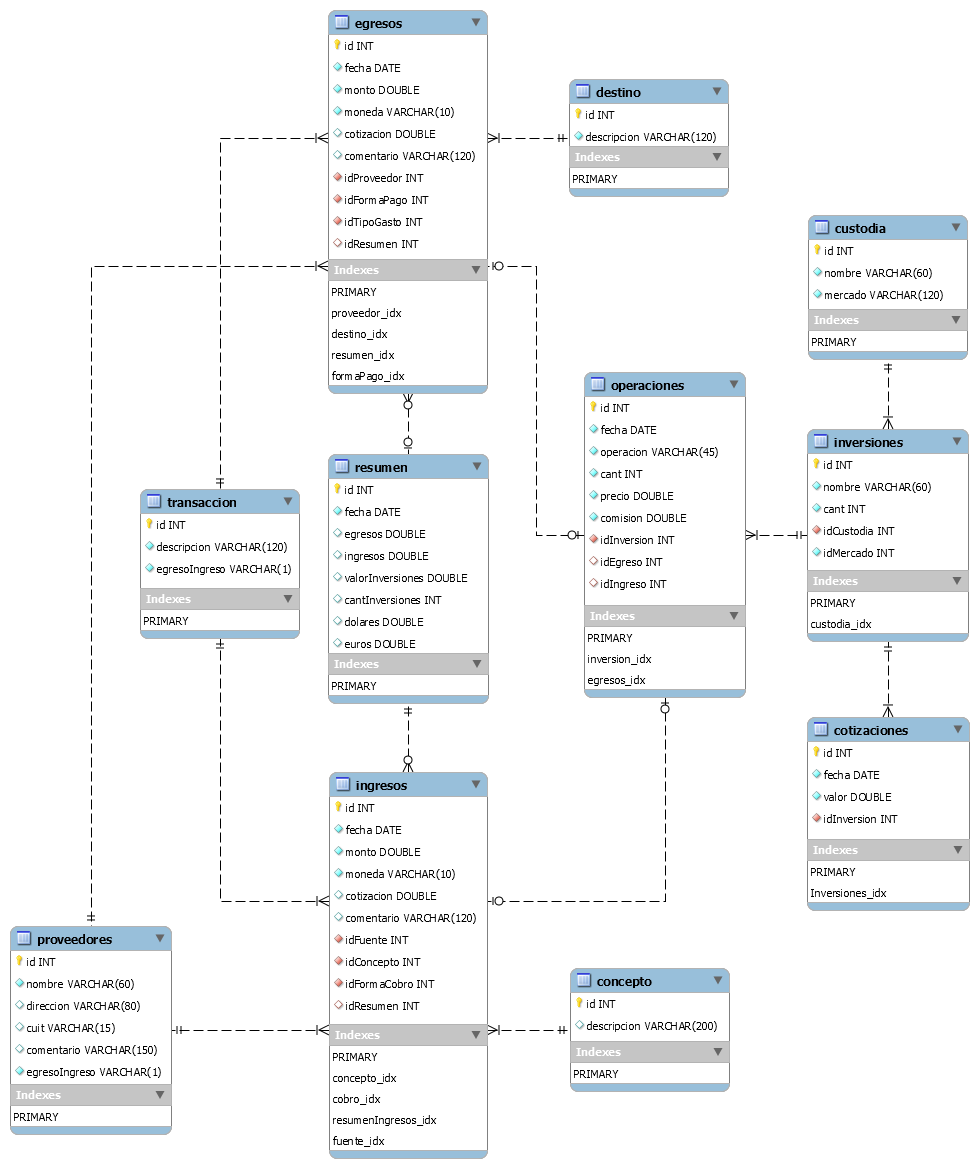 egresos
id INT
fecha DATE
monto DOUBLE
moneda VARCHAR(10)
cotizacion DOUBLE
comentario VARCHAR(120)
idProveedor INT
idFormaPago INT
idTipoGasto INT
idResumen INT
Indexes
PRIMARY
proveedor_idx
destino_idx
resumen_idx
formaPago_idx
destino
id INT
descripcion VARCHAR(120)
Indexes
PRIMARY
custodia
id INT
nombre VARCHAR(60)
mercado VARCHAR(120)
Indexes
PRIMARY
operaciones
id INT
fecha DATE
operacion VARCHAR(45)
cant INT
precio DOUBLE
comision DOUBLE
idInversion INT
idEgreso INT
idIngreso INT
Indexes
PRIMARY
inversion_idx
egresos_idx
inversiones
id INT
nombre VARCHAR(60)
cant INT
idCustodia INT
idMercado INT
Indexes
PRIMARY
custodia_idx
resumen
id INT
fecha DATE
egresos DOUBLE
ingresos DOUBLE
valorInversiones DOUBLE
cantInversiones INT
dolares DOUBLE
euros DOUBLE
Indexes
PRIMARY
transaccion
id INT
descripcion VARCHAR(120)
egresoIngreso VARCHAR(1)
Indexes
PRIMARY
cotizaciones
id INT
fecha DATE
valor DOUBLE
idInversion INT
Indexes
PRIMARY
Inversiones_idx
ingresos
id INT
fecha DATE
monto DOUBLE
moneda VARCHAR(10)
cotizacion DOUBLE
comentario VARCHAR(120)
idFuente INT
idConcepto INT
idFormaCobro INT
idResumen INT
Indexes
PRIMARY
concepto_idx
cobro_idx
resumenIngresos_idx
fuente_idx
proveedores
id INT
nombre VARCHAR(60)
direccion VARCHAR(80)
cuit VARCHAR(15)
comentario VARCHAR(150)
egresoIngreso VARCHAR(1)
Indexes
PRIMARY
concepto
id INT
descripcion VARCHAR(200)
Indexes
PRIMARY